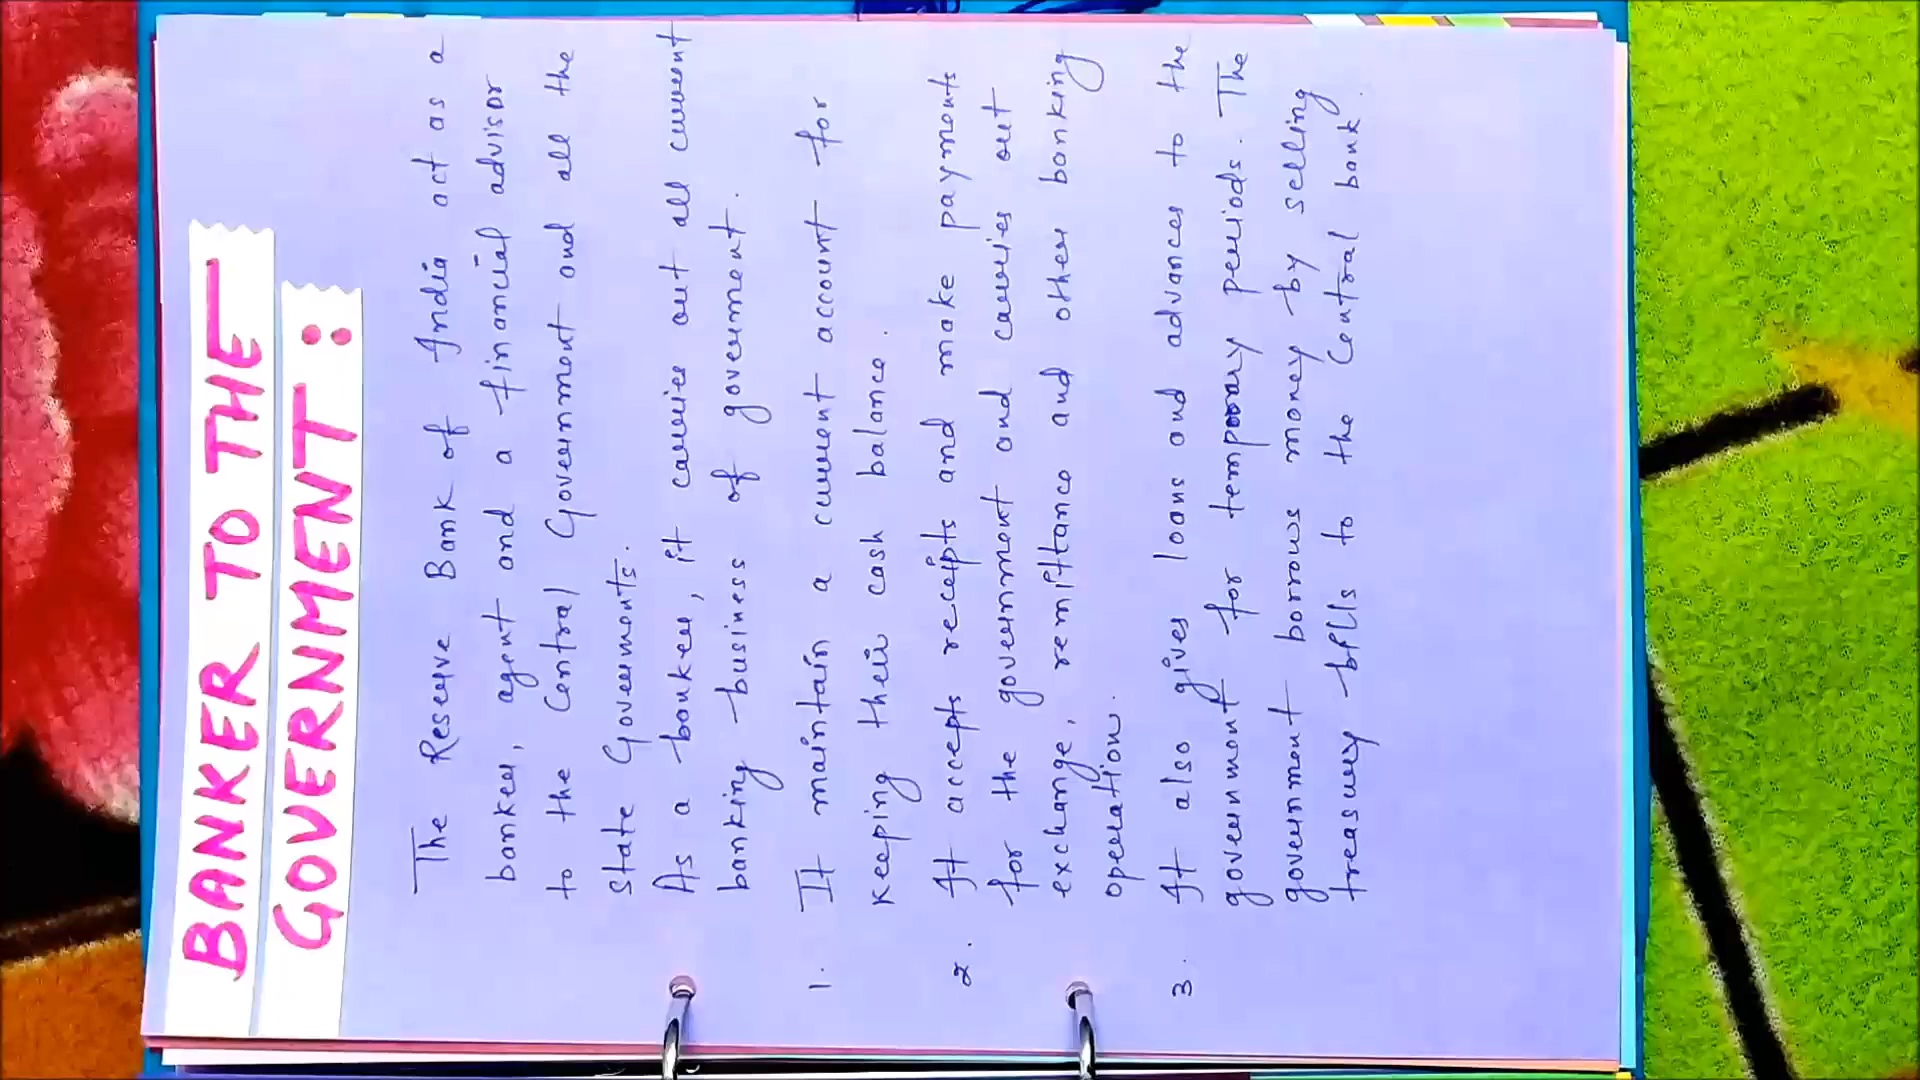 BANKER TO THE
GOVERNMENT :
The Reserve Bank of India act as a
banker, agent and a financial advisor
to the Central Government and all the
State Governments.
As a banker, it carries out all current
banking business of government.
1. It maintain a current account for
keeping their cash balance.
2. It accepts receipts and make payments
for the government and carries out
exchange, remittance and other banking
operation.
3. It also gives loans and advances to the
government for temporary periods. The
government borrows money by selling
treasury bills to the Central bank.